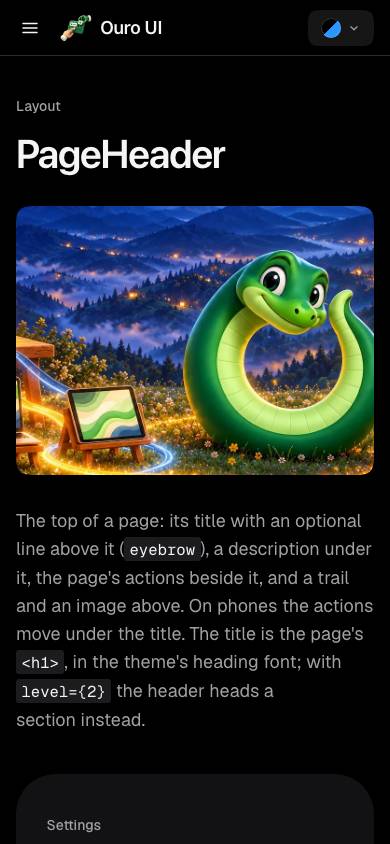 Ouro UI
Layout
PageHeader
The top of a page: its title with an optional
line above it (eyebrow), a description under
it, the page's actions beside it, and a trail
and an image above. On phones the actions
move under the title. The title is the page's
<h1>, in the theme's heading font; with
level={2} the header heads a
section instead.
Settings